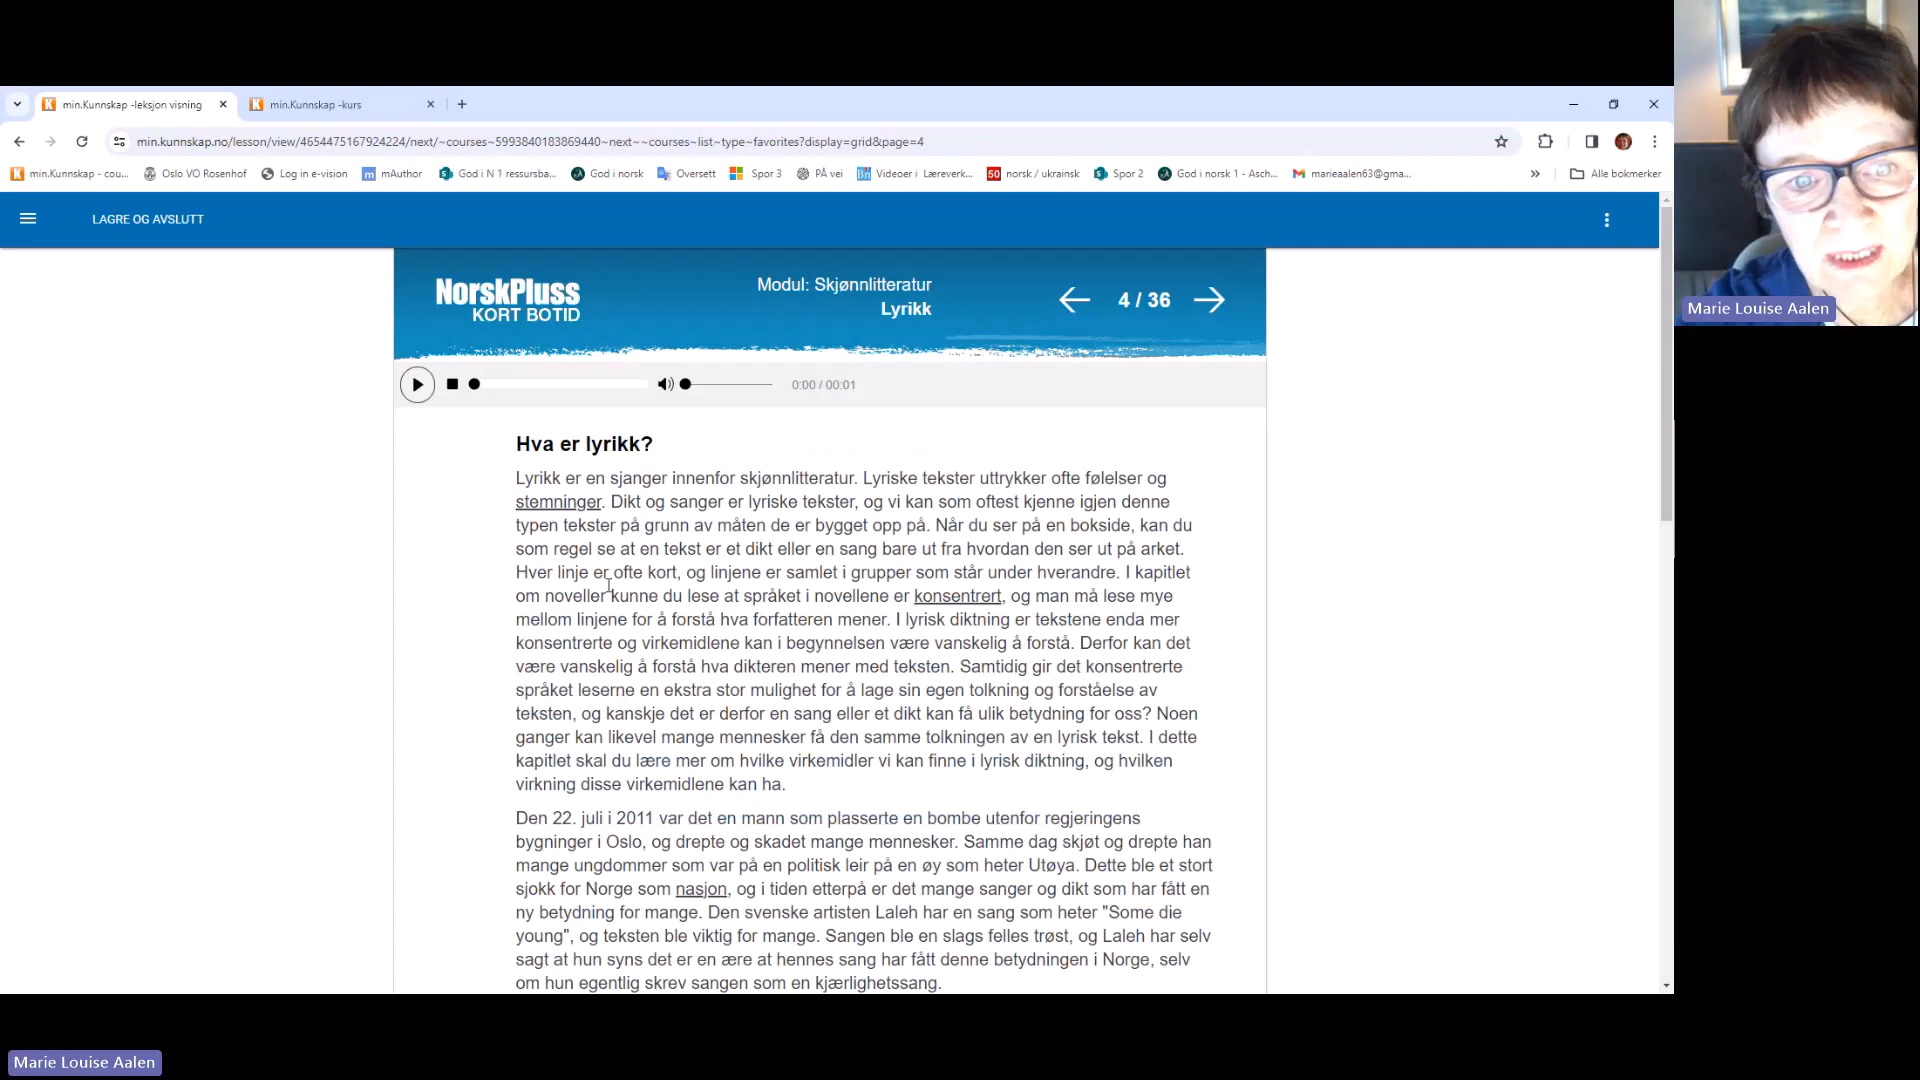 min.Kunnskap -leksjon visning
min.Kunnskap -kurs
min.kunnskap.no/lesson/view/4654475167924224/next/~courses~5993840183869440~next~~courses~list~type~favorites?display=grid&page=4
min.Kunnskap - cou...
Oslo VO Rosenhof
Log in e-vision
mAuthor
God i N 1 ressursba...
God i norsk
Oversett
Spor 3
PÅ vei
Videoer i Læreverk...
norsk / ukrainsk
Spor 2
God i norsk 1 - Asch...
marieaalen63@gma...
Alle bokmerker
LAGRE OG AVSLUTT
NorskPluss
KORT BOTID
Modul: Skjønnlitteratur
Lyrikk
4 / 36
0:00 / 00:01
Hva er lyrikk?
Lyrikk er en sjanger innenfor skjønnlitteratur. Lyriske tekster uttrykker ofte følelser og
stemninger. Dikt og sanger er lyriske tekster, og vi kan som oftest kjenne igjen denne
typen tekster på grunn av måten de er bygget opp på. Når du ser på en bokside, kan du
som regel se at en tekst er et dikt eller en sang bare ut fra hvordan den ser ut på arket.
Hver linje er ofte kort, og linjene er samlet i grupper som står under hverandre. I kapitlet
om noveller kunne du lese at språket i novellene er konsentrert, og man må lese mye
mellom linjene for å forstå hva forfatteren mener. I lyrisk diktning er tekstene enda mer
konsentrerte og virkemidlene kan i begynnelsen være vanskelig å forstå. Derfor kan det
være vanskelig å forstå hva dikteren mener med teksten. Samtidig gir det konsentrerte
språket leserne en ekstra stor mulighet for å lage sin egen tolkning og forståelse av
teksten, og kanskje det er derfor en sang eller et dikt kan få ulik betydning for oss? Noen
ganger kan likevel mange mennesker få den samme tolkningen av en lyrisk tekst. I dette
kapitlet skal du lære mer om hvilke virkemidler vi kan finne i lyrisk diktning, og hvilken
virkning disse virkemidlene kan ha.
Den 22. juli i 2011 var det en mann som plasserte en bombe utenfor regjeringens
bygninger i Oslo, og drepte og skadet mange mennesker. Samme dag skjøt og drepte han
mange ungdommer som var på en politisk leir på en øy som heter Utøya. Dette ble et stort
sjokk for Norge som nasjon, og i tiden etterpå er det mange sanger og dikt som har fått en
ny betydning for mange. Den svenske artisten Laleh har en sang som heter "Some die
young", og teksten ble viktig for mange. Sangen ble en slags felles trøst, og Laleh har selv
sagt at hun syns det er en ære at hennes sang har fått denne betydningen i Norge, selv
om hun egentlig skrev sangen som en kjærlighetssang.
Marie Louise Aalen
Marie Louise Aalen